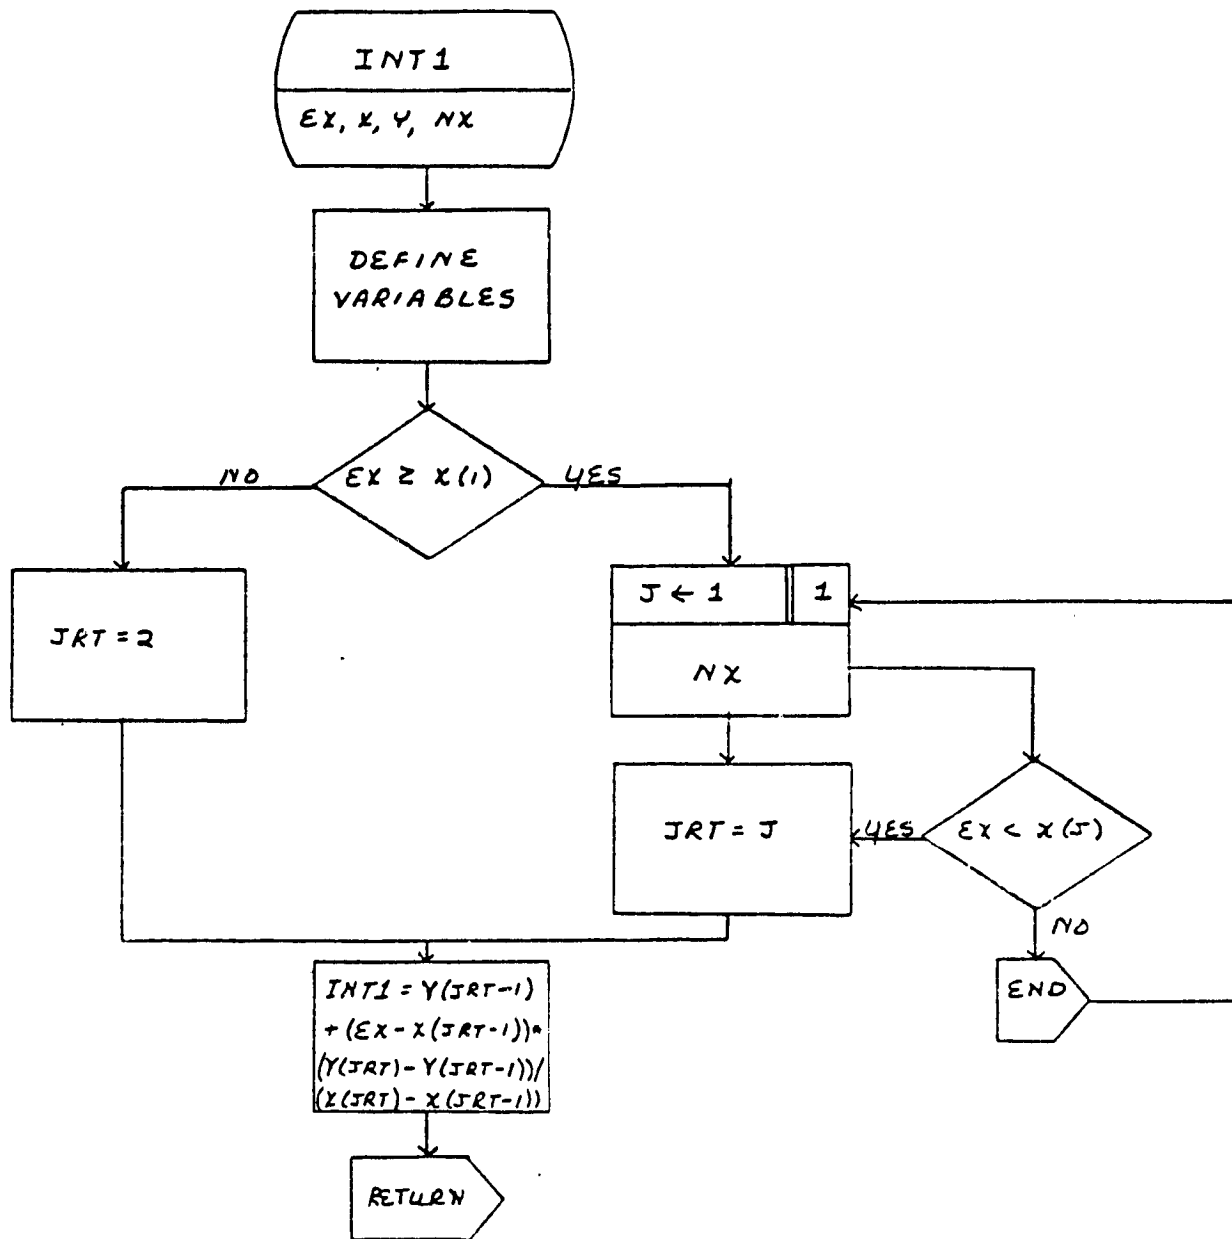 INT1
EX, X, Y, NX
DEFINE
VARIABLES
EX ≥ X(1)
NO
YES
JRT = 2
J ← 1
1
NX
JRT = J
YES
EX < X(J)
NO
END
INT1 = Y(JRT-1)
+ (EX - X(JRT-1))*
(Y(JRT) - Y(JRT-1))/
(X(JRT) - X(JRT-1))
RETURN